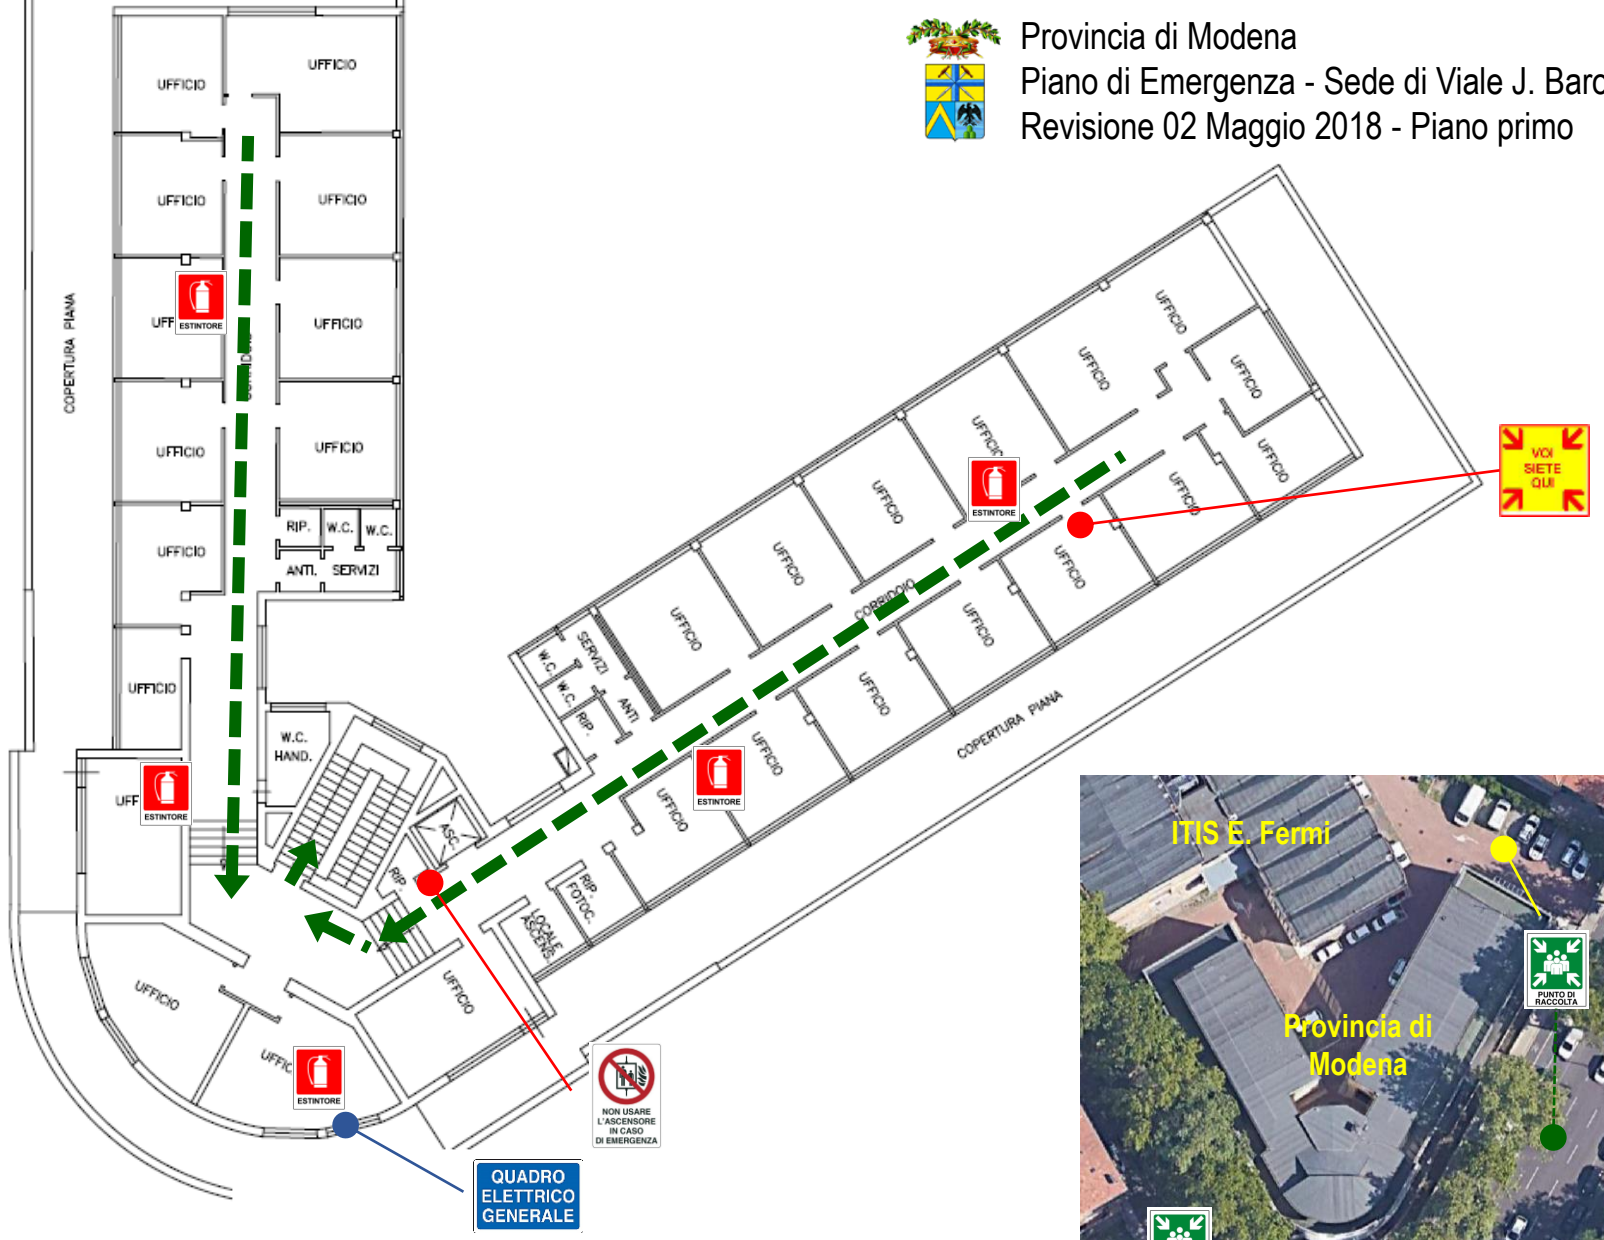 Provincia di Modena
Piano di Emergenza - Sede di Viale J. Baro
Revisione 02 Maggio 2018 - Piano primo
UFFICIO
UFFICIO
UFFICIO
UFFICIO
COPERTURA PIANA
UFF
ESTINTORE
CORRIDOIO
UFFICIO
UFFICIO
UFFICIO
RIP.
W.C.
W.C.
UFFICIO
ANTI.
SERVIZI
UFFICIO
W.C.
HAND.
UFF
ESTINTORE
ASC.
RIP.
UFFICIO
UFFIC
ESTINTORE
UFFICIO
QUADRO
ELETTRICO
GENERALE
NON USARE
L'ASCENSORE
IN CASO
DI EMERGENZA
LOCALE
ASCENS.
RIP.
FOTOC.
W.C.
W.C.
SERVIZI
RIP.
ANTI
UFFICIO
UFFICIO
UFFICIO
UFFICIO
ESTINTORE
UFFICIO
UFFICIO
UFFICIO
UFFICIO
CORRIDOIO
UFFICIO
UFFICIO
ESTINTORE
UFFICIO
UFFICIO
UFFICIO
UFFICIO
COPERTURA PIANA
VOI
SIETE
QUI
ITIS E. Fermi
Provincia di
Modena
PUNTO DI
RACCOLTA